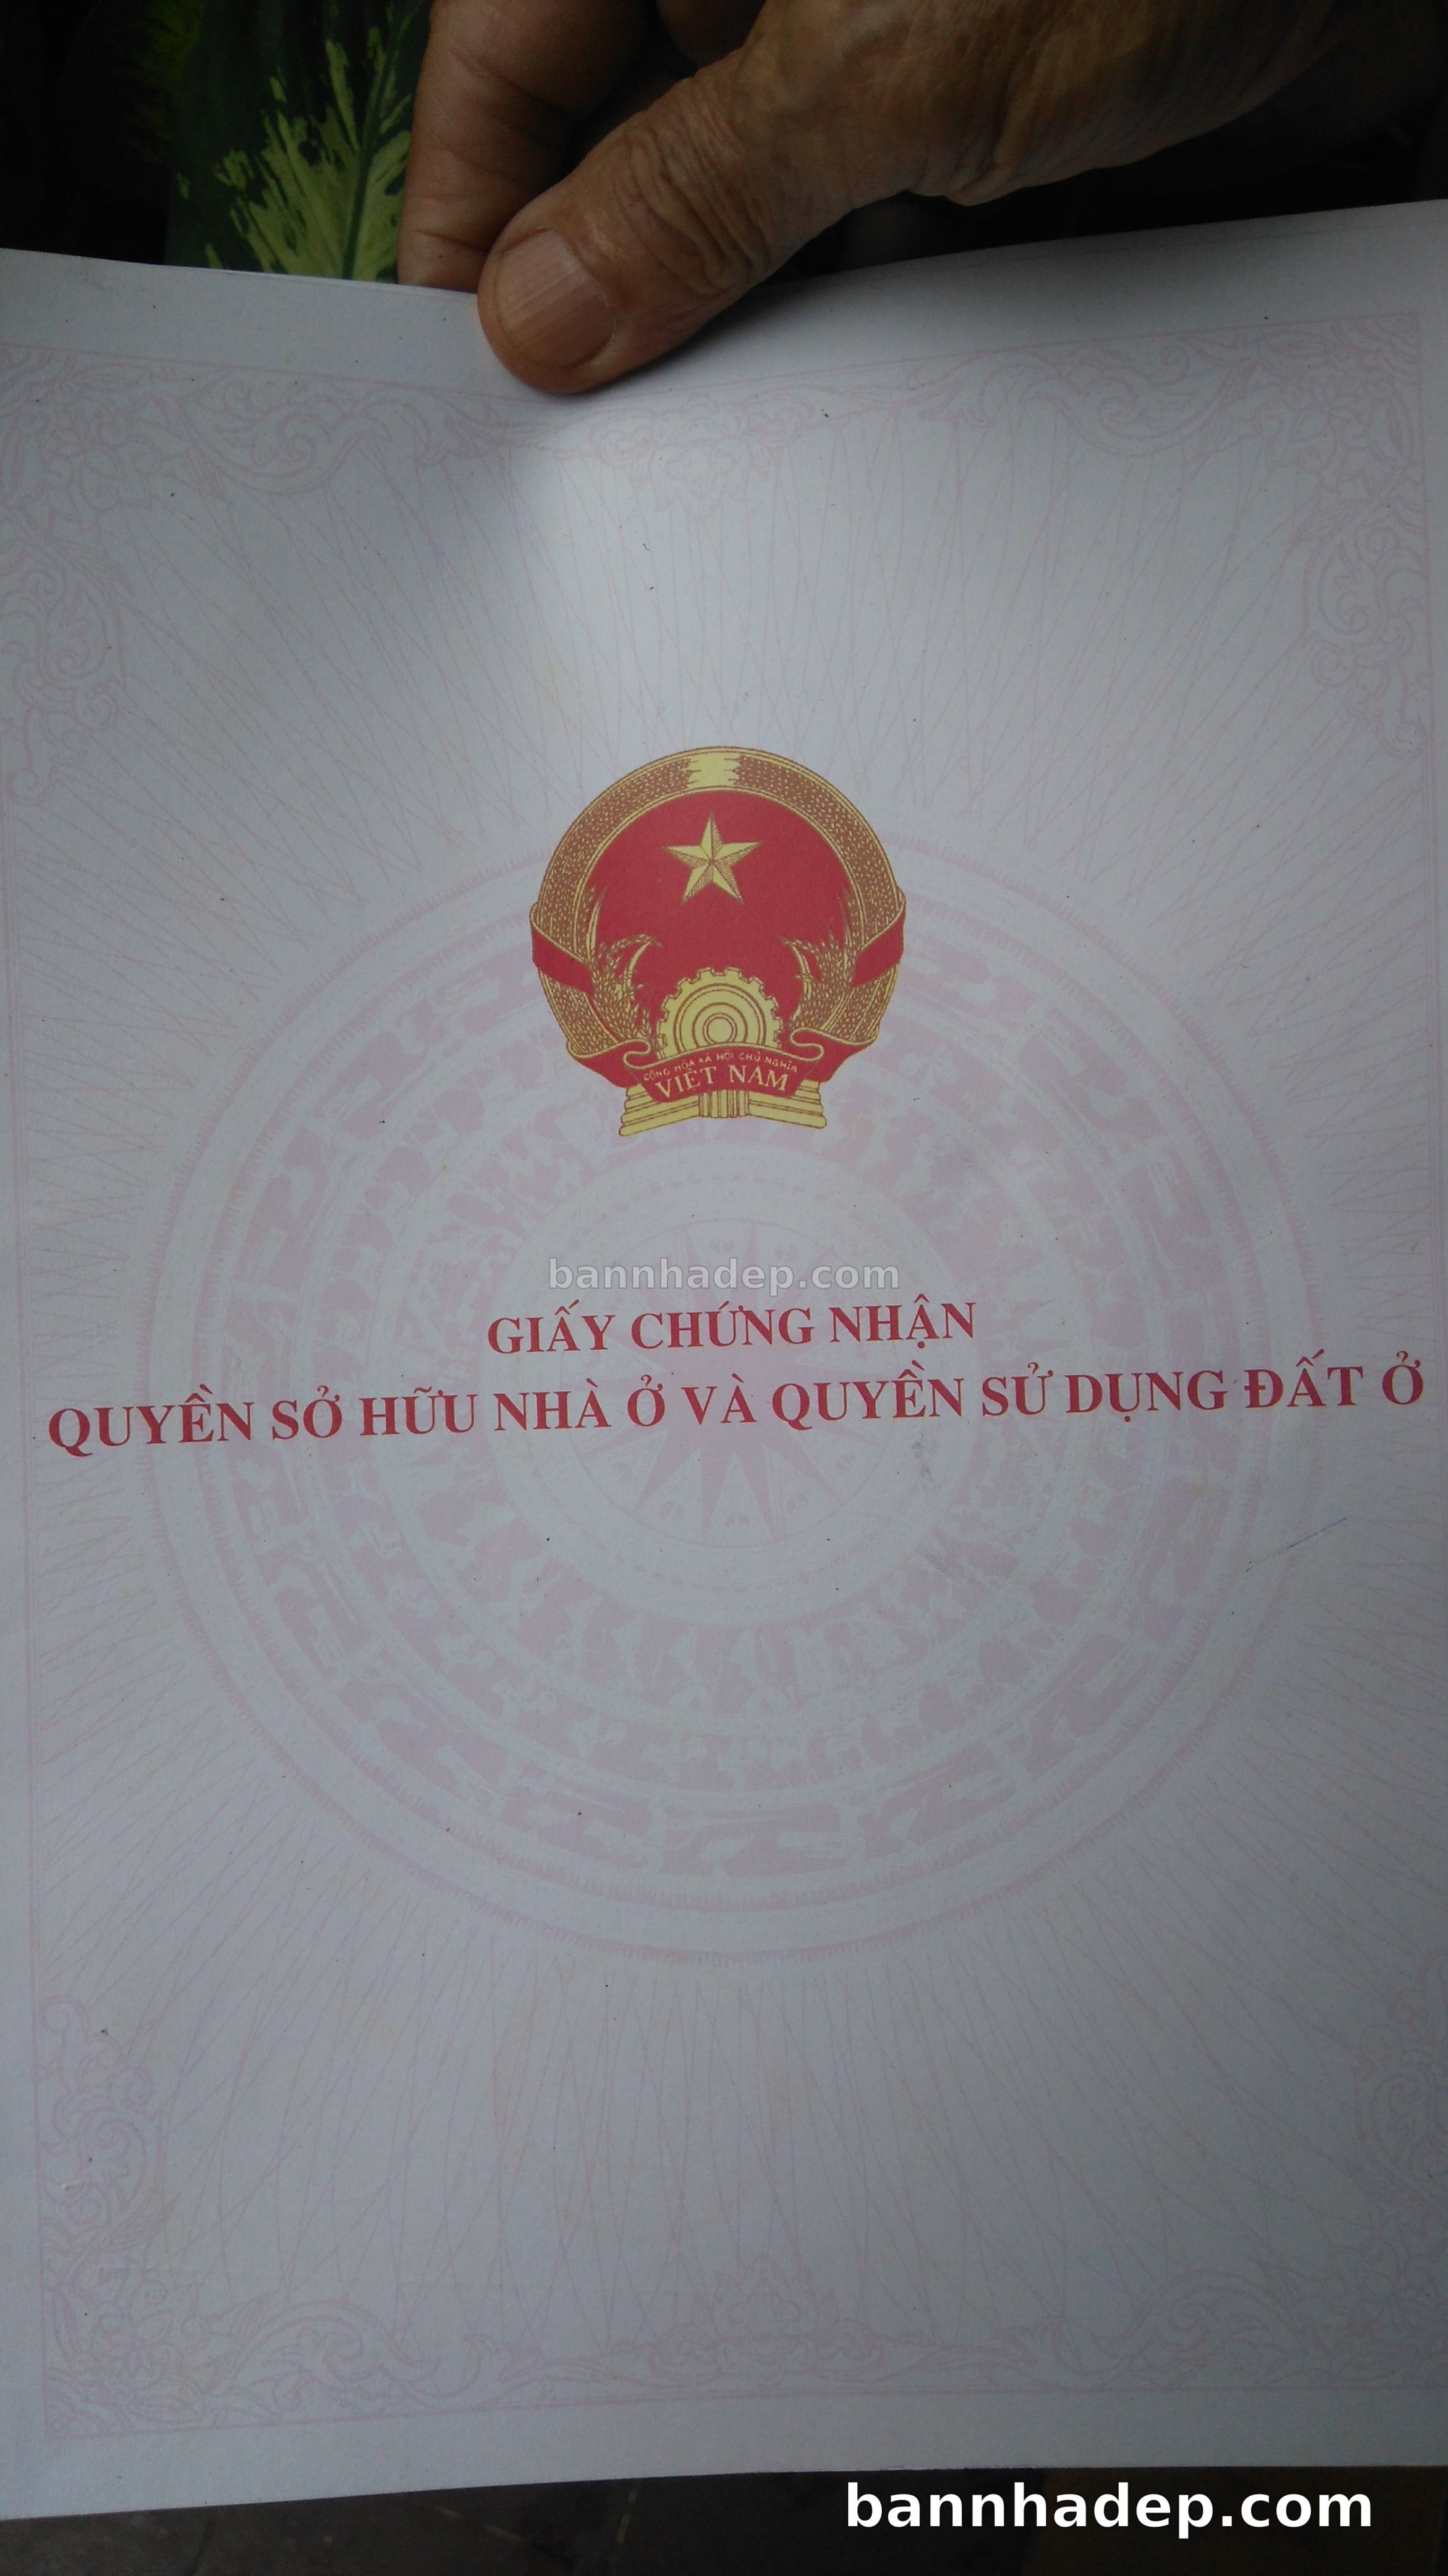 CỘNG HÒA XÃ HỘI CHỦ NGHĨA
VIỆT NAM
bannhadep.com
GIẤY CHỨNG NHẬN
QUYỀN SỞ HỮU NHÀ Ở VÀ QUYỀN SỬ DỤNG ĐẤT Ở
bannhadep.com